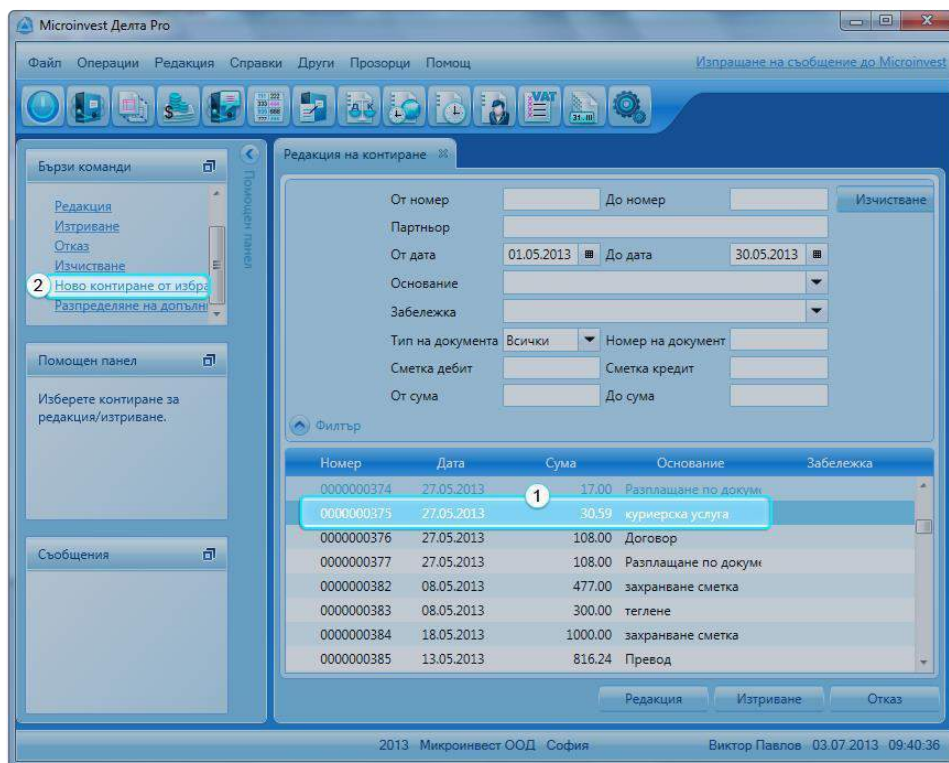 Microinvest Делта Pro
Файл Операции Редакция Справки Други Прозорци Помощ Изпращане на съобщение до Microinvest
VAT
31
Бързи команди
Редакция
Изтриване
Отказ
Изчистване
2 Ново контиране от избра
Разпределяне на допълни
Помощен панел
Изберете контиране за
редакция/изтриване.
Съобщения
Помощен панел
Редакция на контиране
От номер До номер Изчистване
Партньор
От дата 01.05.2013 До дата 30.05.2013
Основание
Забележка
Тип на документа Всички Номер на документ
Сметка дебит Сметка кредит
От сума До сума
Филтър
Номер Дата Сума Основание Забележка
0000000374 27.05.2013 17.00 Разплащане по докуме
1
0000000375 27.05.2013 30.59 куриерска услуга
0000000376 27.05.2013 108.00 Договор
0000000377 27.05.2013 108.00 Разплащане по докуме
0000000382 08.05.2013 477.00 захранване сметка
0000000383 08.05.2013 300.00 теглене
0000000384 18.05.2013 1000.00 захранване сметка
0000000385 13.05.2013 816.24 Превод
Редакция Изтриване Отказ
2013 Микроинвест ООД София Виктор Павлов 03.07.2013 09:40:36